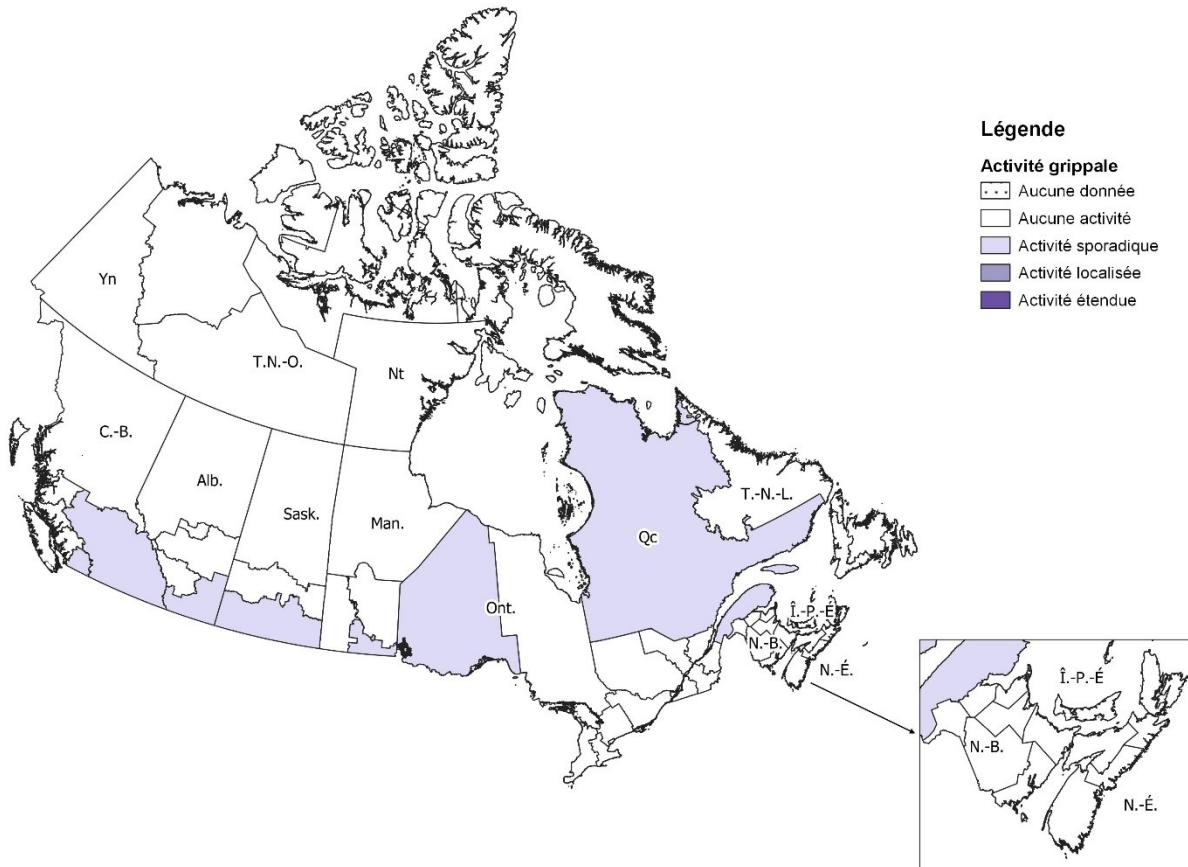 Légende
Activité grippale
Aucune donnée
Aucune activité
Activité sporadique
Activité localisée
Activité étendue
Yn
T.N.-O.
Nt
C.-B.
Alb.
Sask.
Man.
Ont.
Qc
T.-N.-L.
Î.-P.-É
N.-B.
N.-É.
Î.-P.-É
N.-B.
N.-É.